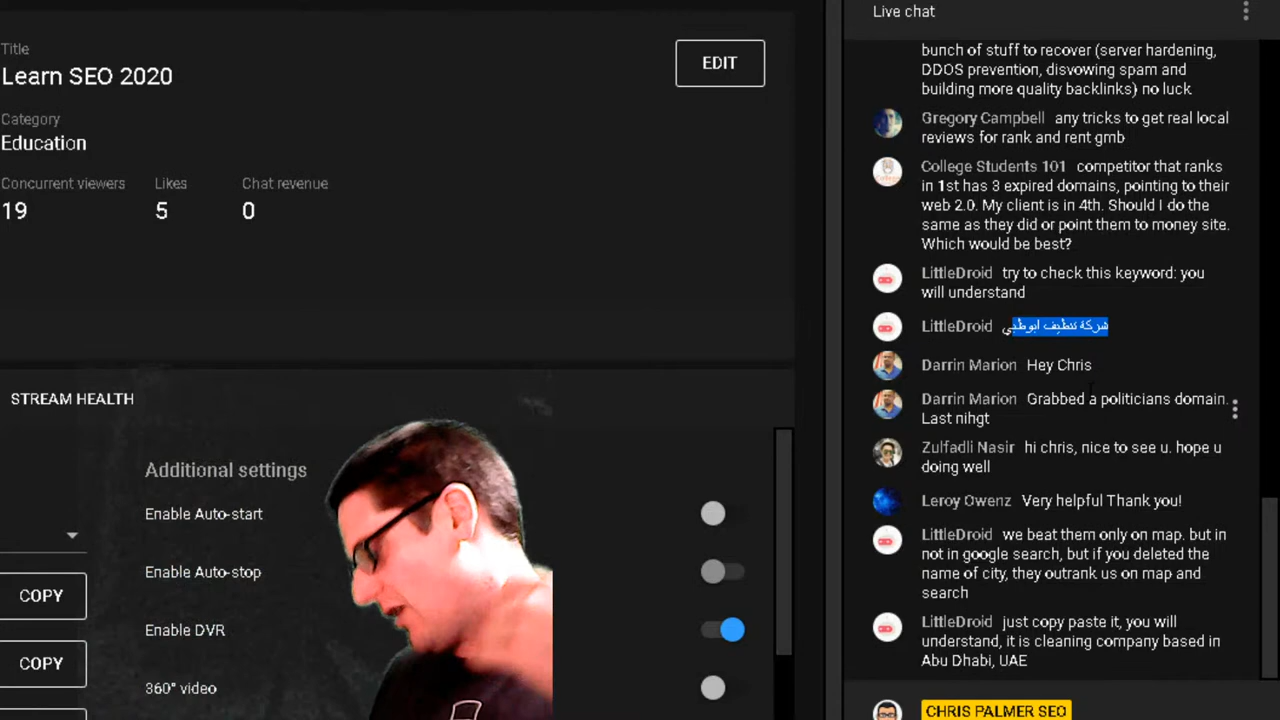 Title
Learn SEO 2020
EDIT
Category
Education
Concurrent viewers
Likes
Chat revenue
19
5
0
STREAM HEALTH
Additional settings
Enable Auto-start
Enable Auto-stop
COPY
Enable DVR
COPY
360° video
Live chat
bunch of stuff to recover (server hardening,
DDOS prevention, disvowing spam and
building more quality backlinks) no luck
Gregory Campbell any tricks to get real local
reviews for rank and rent gmb
College Students 101 competitor that ranks
in 1st has 3 expired domains, pointing to their
web 2.0. My client is in 4th. Should I do the
same as they did or point them to money site.
Which would be best?
LittleDroid try to check this keyword: you
will understand
LittleDroid شركة تنظيف ابوظبي
Darrin Marion Hey Chris
Darrin Marion Grabbed a politicians domain.
Last nihgt
Zulfadli Nasir hi chris, nice to see u. hope u
doing well
Leroy Owenz Very helpful Thank you!
LittleDroid we beat them only on map. but in
not in google search, but if you deleted the
name of city, they outrank us on map and
search
LittleDroid just copy paste it, you will
understand, it is cleaning company based in
Abu Dhabi, UAE
CHRIS PALMER SEO